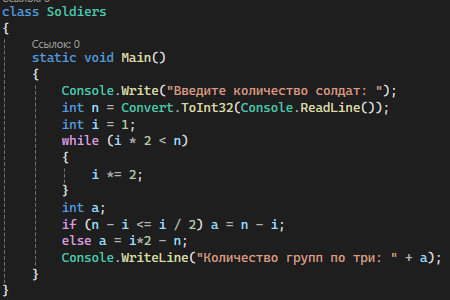 class Soldiers
{
Ссылок: 0
static void Main()
{
Console.Write("Введите количество солдат: ");
int n = Convert.ToInt32(Console.ReadLine());
int i = 1;
while (i * 2 < n)
{
i *= 2;
}
int a;
if (n - i <= i / 2) a = n - i;
else a = i*2 - n;
Console.WriteLine("Количество групп по три: " + a);
}
}